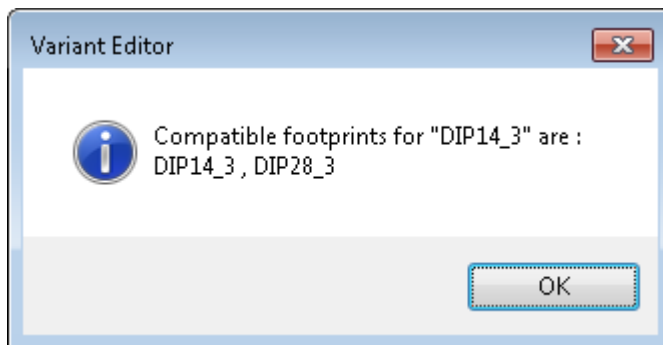 Variant Editor
Compatible footprints for "DIP14_3" are :
DIP14_3 , DIP28_3
OK